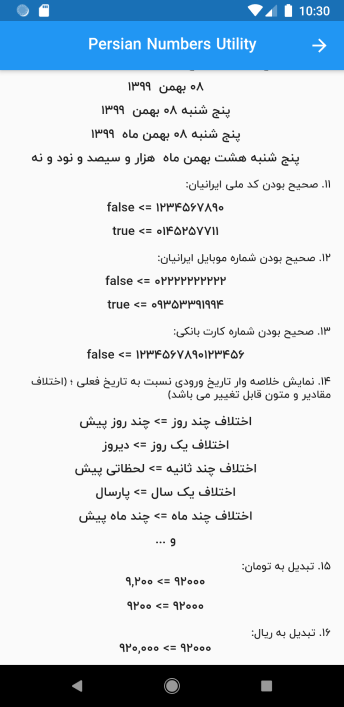 10:30
Persian Numbers Utility
۰۸ بهمن ۱۳۹۹
پنج شنبه ۰۸ بهمن ۱۳۹۹
پنج شنبه ۰۸ بهمن ماه ۱۳۹۹
پنج شنبه هشت بهمن ماه هزار و سیصد و نود و نه
۱۱. صحیح بودن کد ملی ایرانیان:
false <= ۱۲۳۴۵۶۷۸۹۰
true <= ۰۱۴۵۲۵۷۷۱۱
۱۲. صحیح بودن شماره موبایل ایرانیان:
false <= ۰۲۲۲۲۲۲۲۲۲۲
true <= ۰۹۳۵۳۳۹۱۹۹۴
۱۳. صحیح بودن شماره کارت بانکی:
false <= ۱۲۳۴۵۶۷۸۹۰۱۲۳۴۵۶
۱۴. نمایش خلاصه وار تاریخ ورودی نسبت به تاریخ فعلی ؛ (اختلاف
مقادیر و متون قابل تغییر می باشد)
اختلاف چند روز => چند روز پیش
اختلاف یک روز => دیروز
اختلاف چند ثانیه => لحظاتی پیش
اختلاف یک سال => پارسال
اختلاف چند ماه => چند ماه پیش
و ...
۱۵. تبدیل به تومان:
۹,۲۰۰ <= ۹۲۰۰۰
۹۲۰۰ <= ۹۲۰۰۰
۱۶. تبدیل به ریال:
۹۲۰,۰۰۰ <= ۹۲۰۰۰